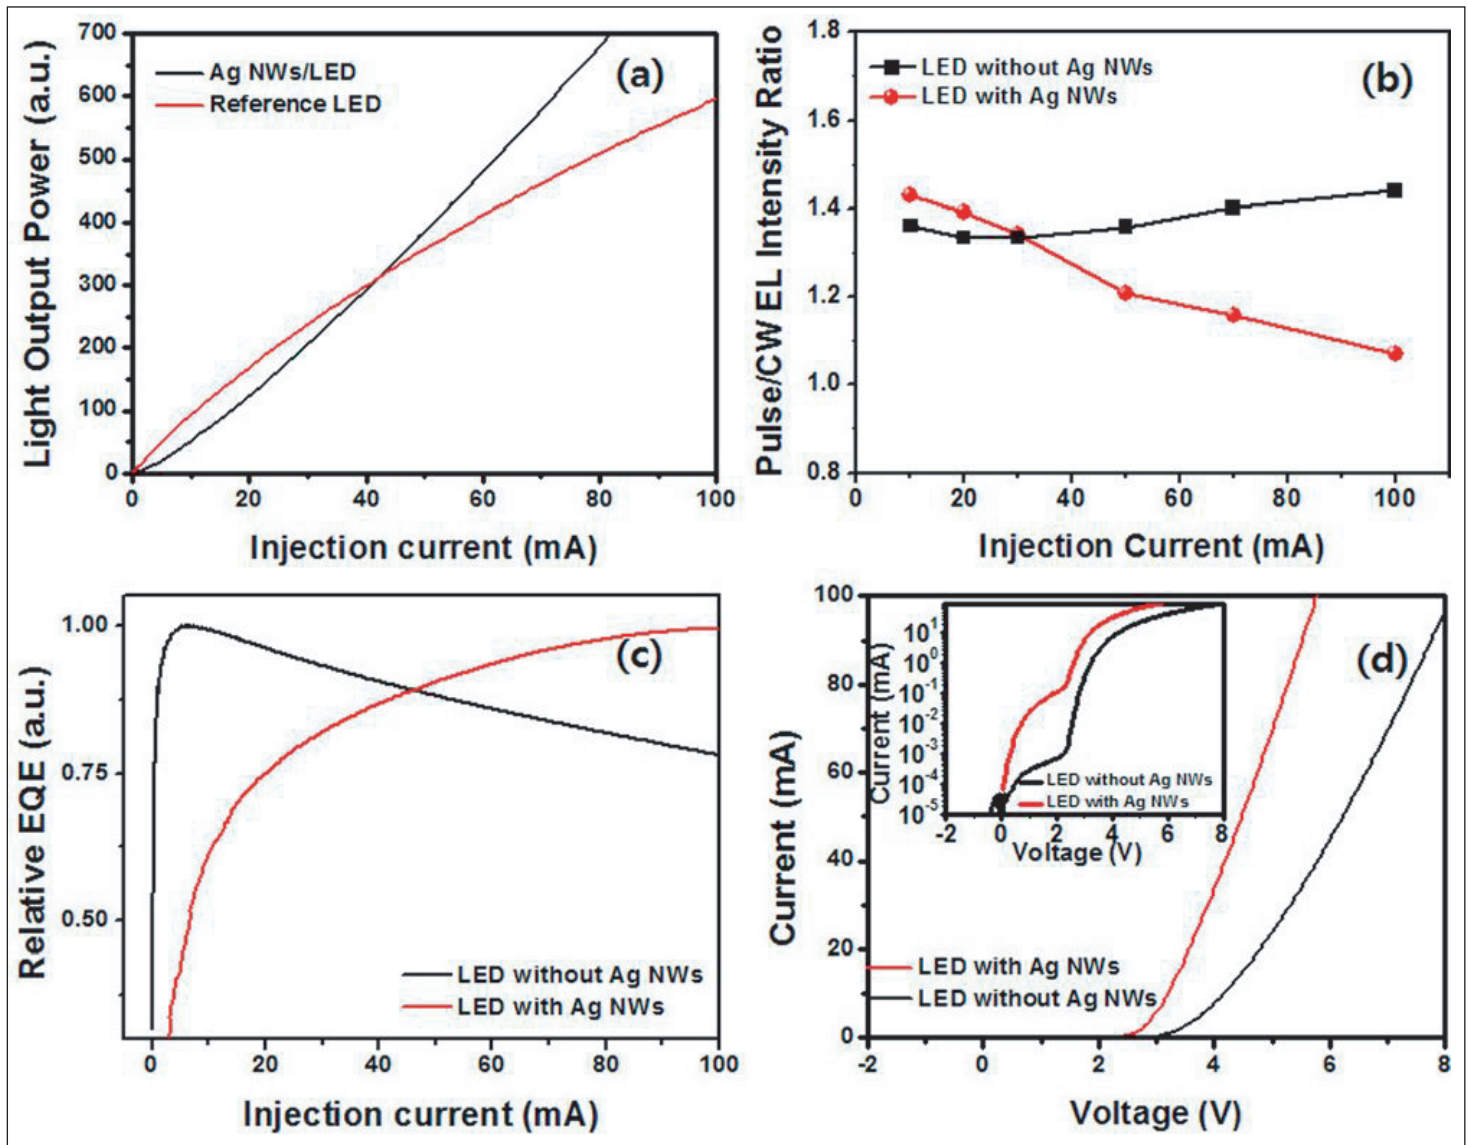 700
600
500
400
300
200
100
0
Light Output Power (a.u.)
Ag NWs/LED
Reference LED
(a)
0 20 40 60 80 100
Injection current (mA)
1.8
1.6
1.4
1.2
1.0
0.8
Pulse/CW EL Intensity Ratio
LED without Ag NWs
LED with Ag NWs
(b)
0 20 40 60 80 100
Injection Current (mA)
1.00
0.75
0.50
Relative EQE (a.u.)
(c)
LED without Ag NWs
LED with Ag NWs
0 20 40 60 80 100
Injection current (mA)
100
80
60
40
20
0
Current (mA)
(d)
10¹
10⁰
10⁻¹
10⁻²
10⁻³
10⁻⁴
10⁻⁵
Current (mA)
LED without Ag NWs
LED with Ag NWs
-2 0 2 4 6 8
Voltage (V)
LED with Ag NWs
LED without Ag NWs
-2 0 2 4 6 8
Voltage (V)